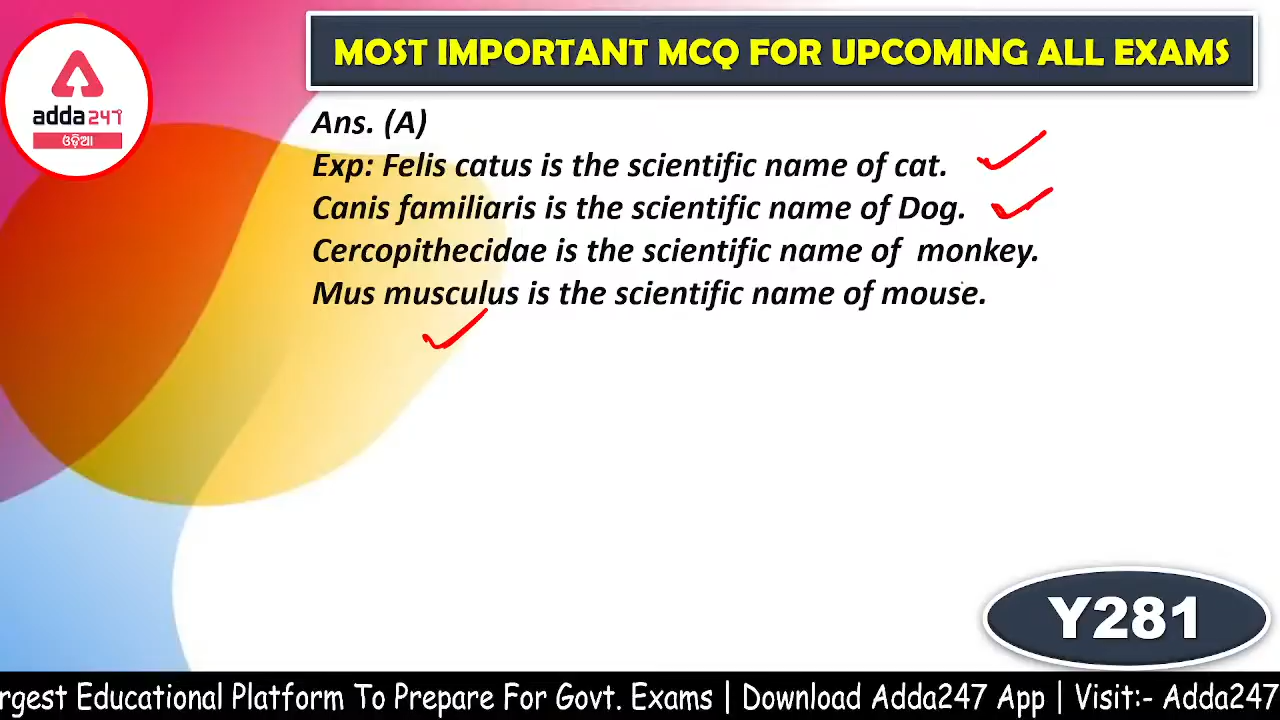 MOST IMPORTANT MCQ FOR UPCOMING ALL EXAMS
adda247
ଓଡ଼ିଆ
Ans. (A)
Exp: Felis catus is the scientific name of cat.
Canis familiaris is the scientific name of Dog.
Cercopithecidae is the scientific name of monkey.
Mus musculus is the scientific name of mouse.
Y281
rgest Educational Platform To Prepare For Govt. Exams | Download Adda247 App | Visit:- Adda247